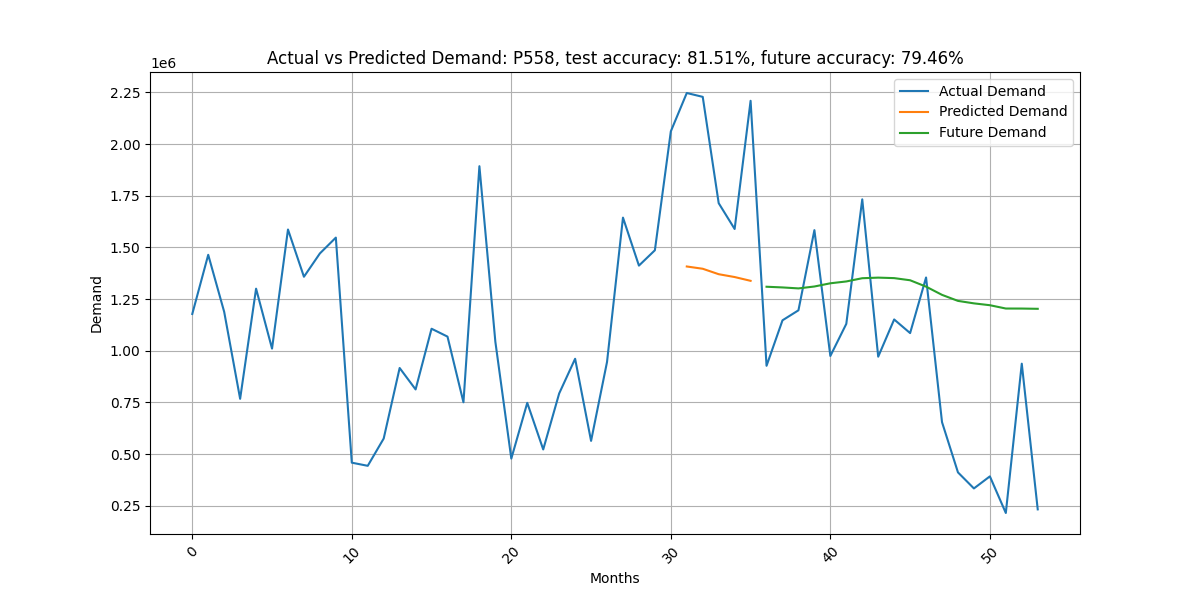 Actual vs Predicted Demand: P558, test accuracy: 81.51%, future accuracy: 79.46%
1e6
Actual Demand
Predicted Demand
Future Demand
2.25
2.00
1.75
1.50
1.25
1.00
0.75
0.50
0.25
Demand
0
10
20
30
40
50
Months